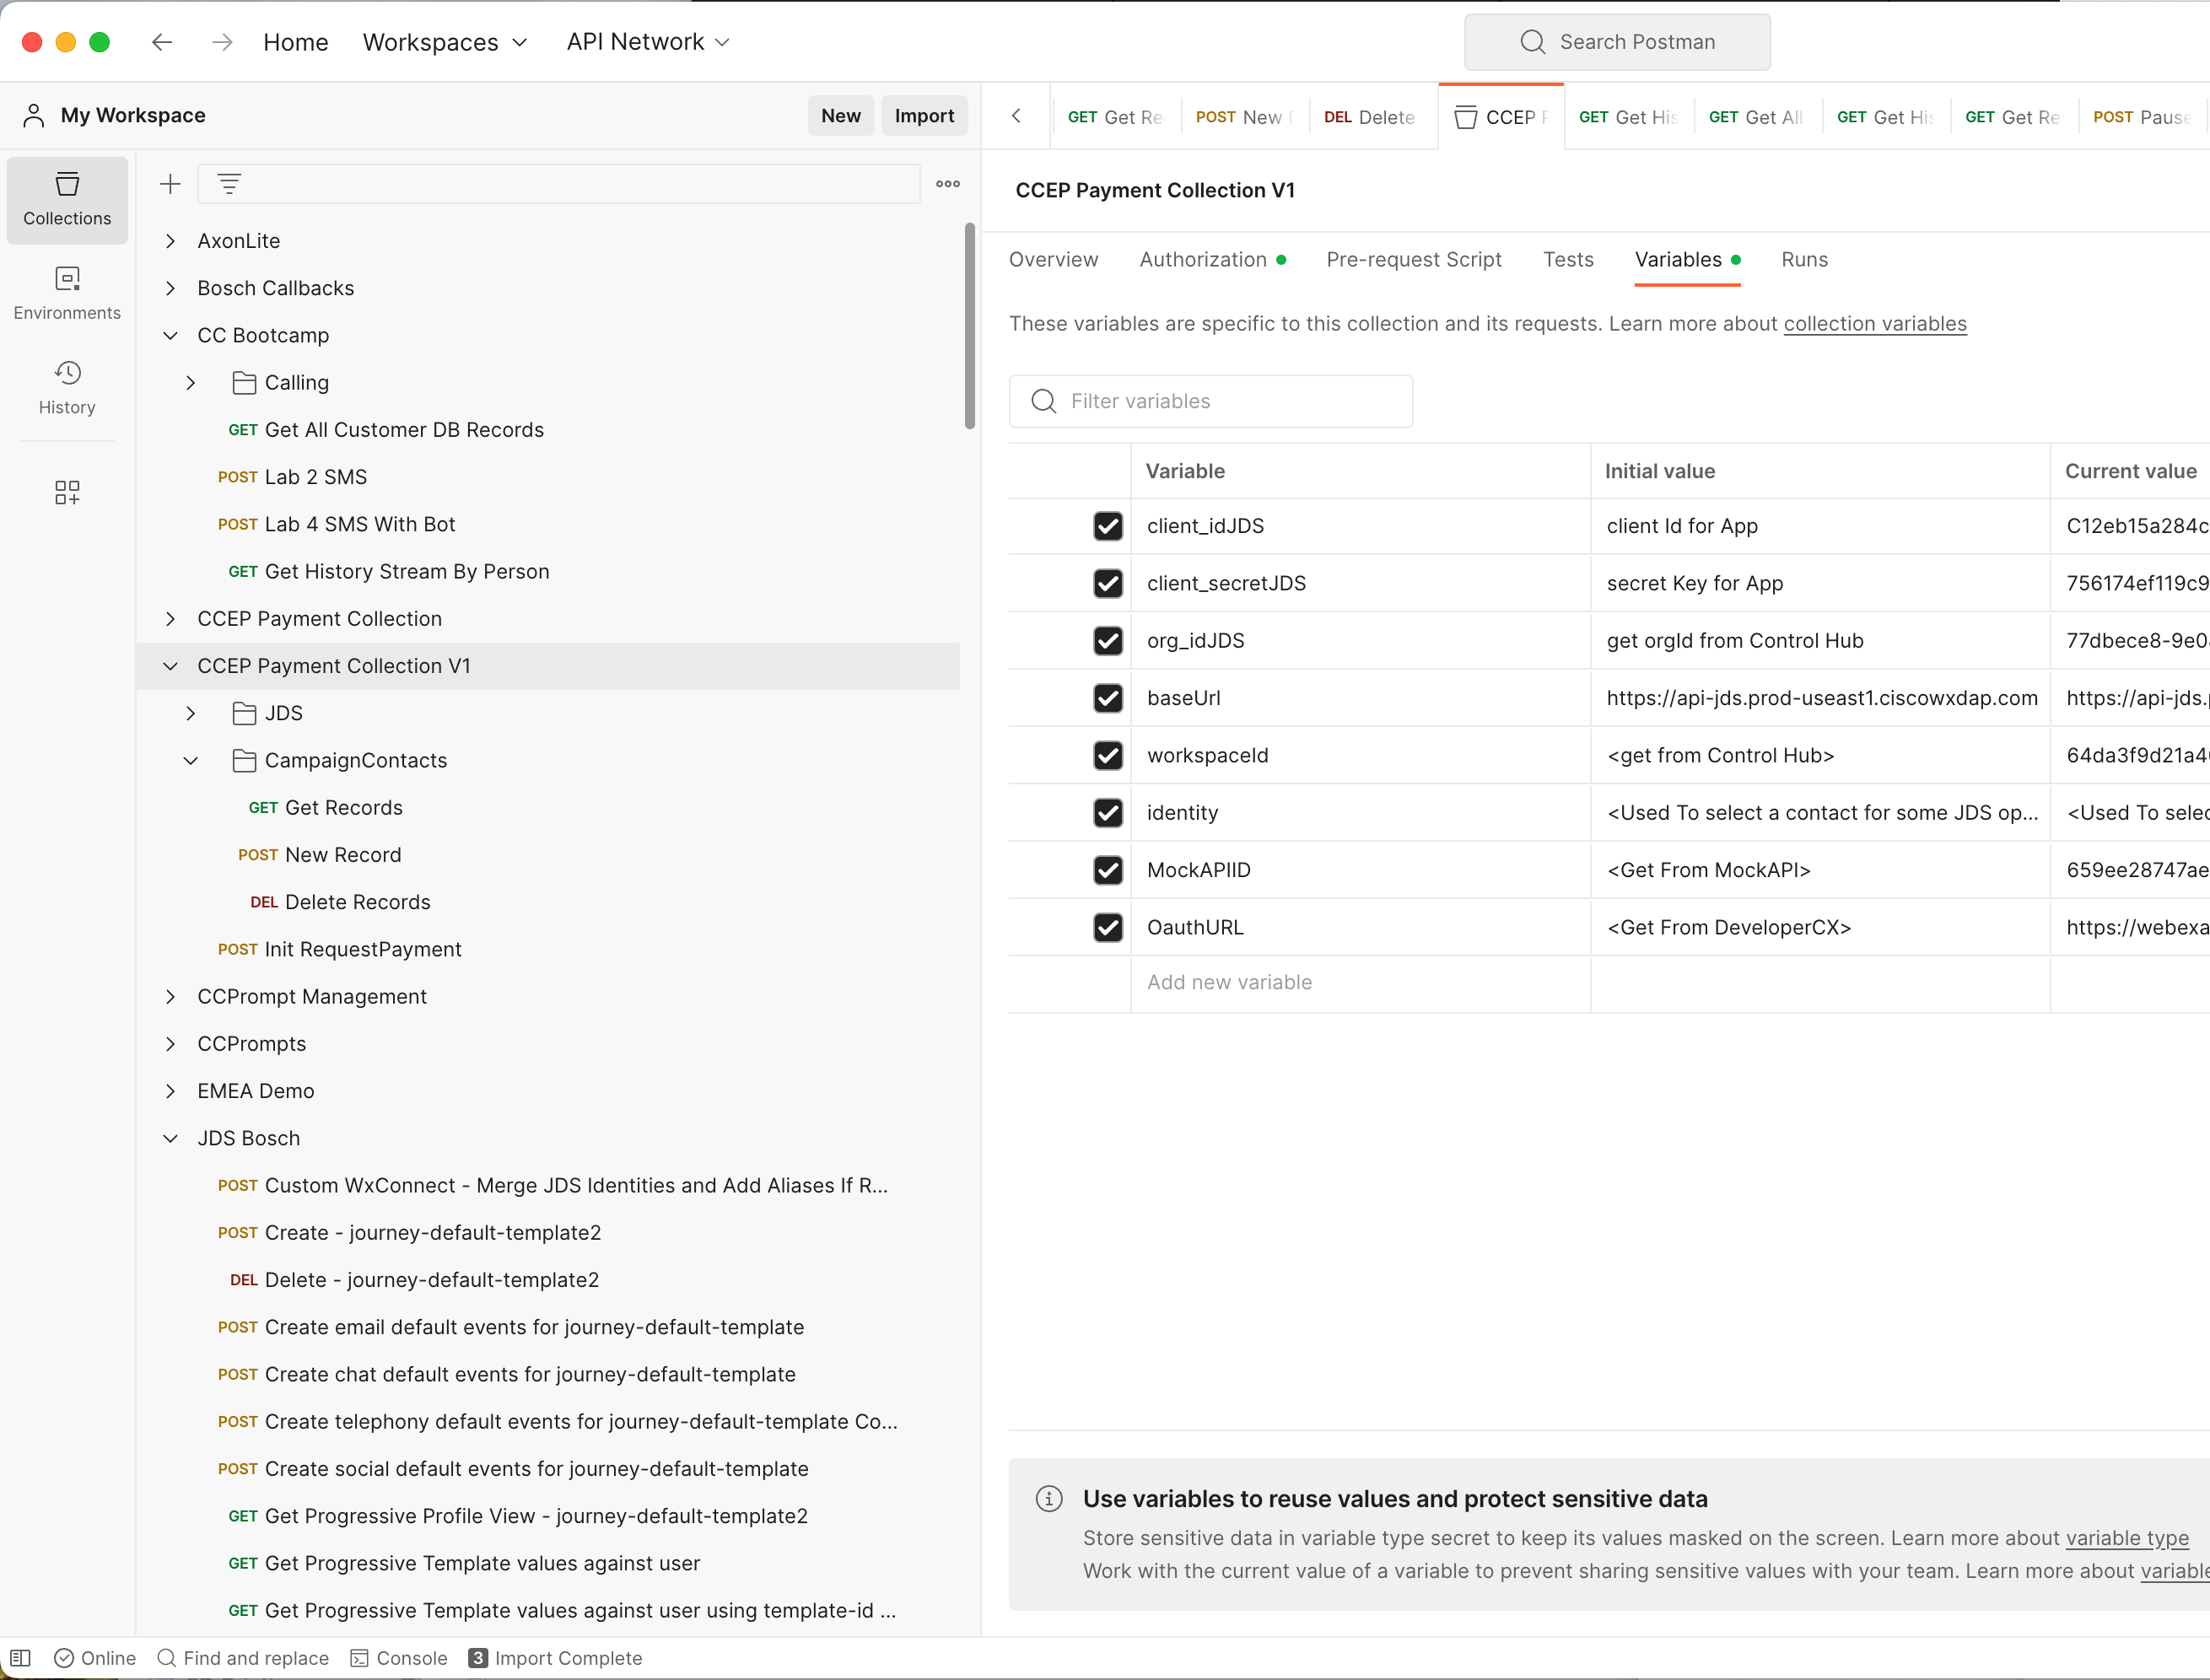 Home Workspaces API Network Search Postman
My Workspace New Import
GET Get Re POST New DEL Delete CCEP GET Get His GET Get All GET Get His GET Get Re POST Pause
Collections
Environments
History
AxonLite
Bosch Callbacks
CC Bootcamp
Calling
GET Get All Customer DB Records
POST Lab 2 SMS
POST Lab 4 SMS With Bot
GET Get History Stream By Person
CCEP Payment Collection
CCEP Payment Collection V1
JDS
CampaignContacts
GET Get Records
POST New Record
DEL Delete Records
POST Init RequestPayment
CCPrompt Management
CCPrompts
EMEA Demo
JDS Bosch
POST Custom WxConnect - Merge JDS Identities and Add Aliases If R...
POST Create - journey-default-template2
DEL Delete - journey-default-template2
POST Create email default events for journey-default-template
POST Create chat default events for journey-default-template
POST Create telephony default events for journey-default-template Co...
POST Create social default events for journey-default-template
GET Get Progressive Profile View - journey-default-template2
GET Get Progressive Template values against user
GET Get Progressive Template values against user using template-id ...
CCEP Payment Collection V1
Overview Authorization Pre-request Script Tests Variables Runs
These variables are specific to this collection and its requests. Learn more about collection variables
Filter variables
Variable Initial value Current value
client_idJDS client Id for App C12eb15a284c
client_secretJDS secret Key for App 756174ef119c9
org_idJDS get orgId from Control Hub 77dbece8-9e0
baseUrl https://api-jds.prod-useast1.ciscowxdap.com https://api-jds.
workspaceId <get from Control Hub> 64da3f9d21a4
identity <Used To select a contact for some JDS op... <Used To selec
MockAPIID <Get From MockAPI> 659ee28747ae
OauthURL <Get From DeveloperCX> https://webexa
Add new variable
Use variables to reuse values and protect sensitive data
Store sensitive data in variable type secret to keep its values masked on the screen. Learn more about variable type
Work with the current value of a variable to prevent sharing sensitive values with your team. Learn more about variable
Online Find and replace Console 3 Import Complete